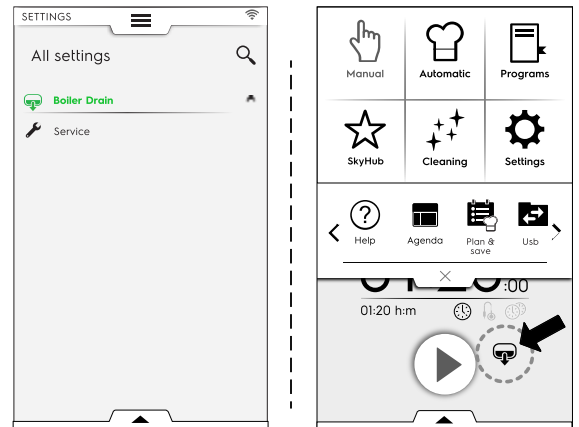 SETTINGS
All settings
Boiler Drain
Service
Manual
Automatic
Programs
SkyHub
Cleaning
Settings
Help
Agenda
Plan &
save
Usb
:00
01:20 h:m